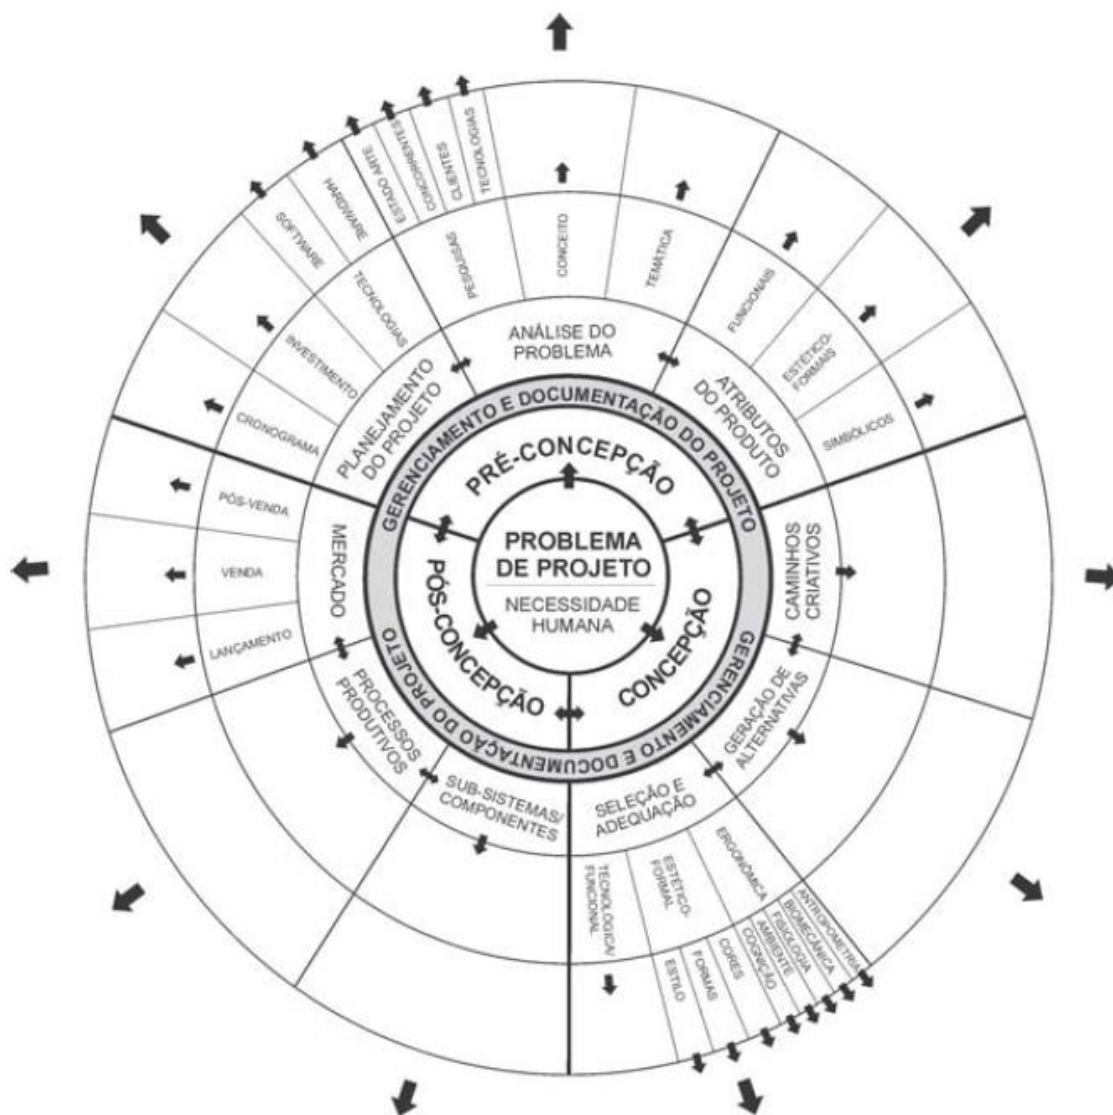 PROBLEMA
DE PROJETO
NECESSIDADE
HUMANA
PRÉ-CONCEPÇÃO
CONCEPÇÃO
PÓS-CONCEPÇÃO
GERENCIAMENTO E DOCUMENTAÇÃO DO PROJETO
GERENCIAMENTO E DOCUMENTAÇÃO DO PROJETO
PLANEJAMENTO
DO PROJETO
CRONOGRAMA
INVESTIMENTO
TECNOLOGIAS
SOFTWARE
HARDWARE
ANÁLISE DO
PROBLEMA
PESQUISAS
ESTADO ARTE
CONCORRENTES
CLIENTES
TECNOLOGIAS
CONCEITO
TEMÁTICA
ATRIBUTOS
DO PRODUTO
FUNCIONAIS
ESTÉTICO-
FORMAIS
SIMBÓLICOS
CAMINHOS
CRIATIVOS
GERAÇÃO DE
ALTERNATIVAS
SELEÇÃO E
ADEQUAÇÃO
ERGONÔMICA
ANTROPOMETRIA
BIOMECÂNICA
FISIOLOGIA
AMBIENTE
COGNIÇÃO
ESTÉTICO-
FORMAL
CORES
FORMAS
ESTILO
TECNOLÓGICA/
FUNCIONAL
SUB-SISTEMAS/
COMPONENTES
PROCESSOS
PRODUTIVOS
MERCADO
LANÇAMENTO
VENDA
PÓS-VENDA